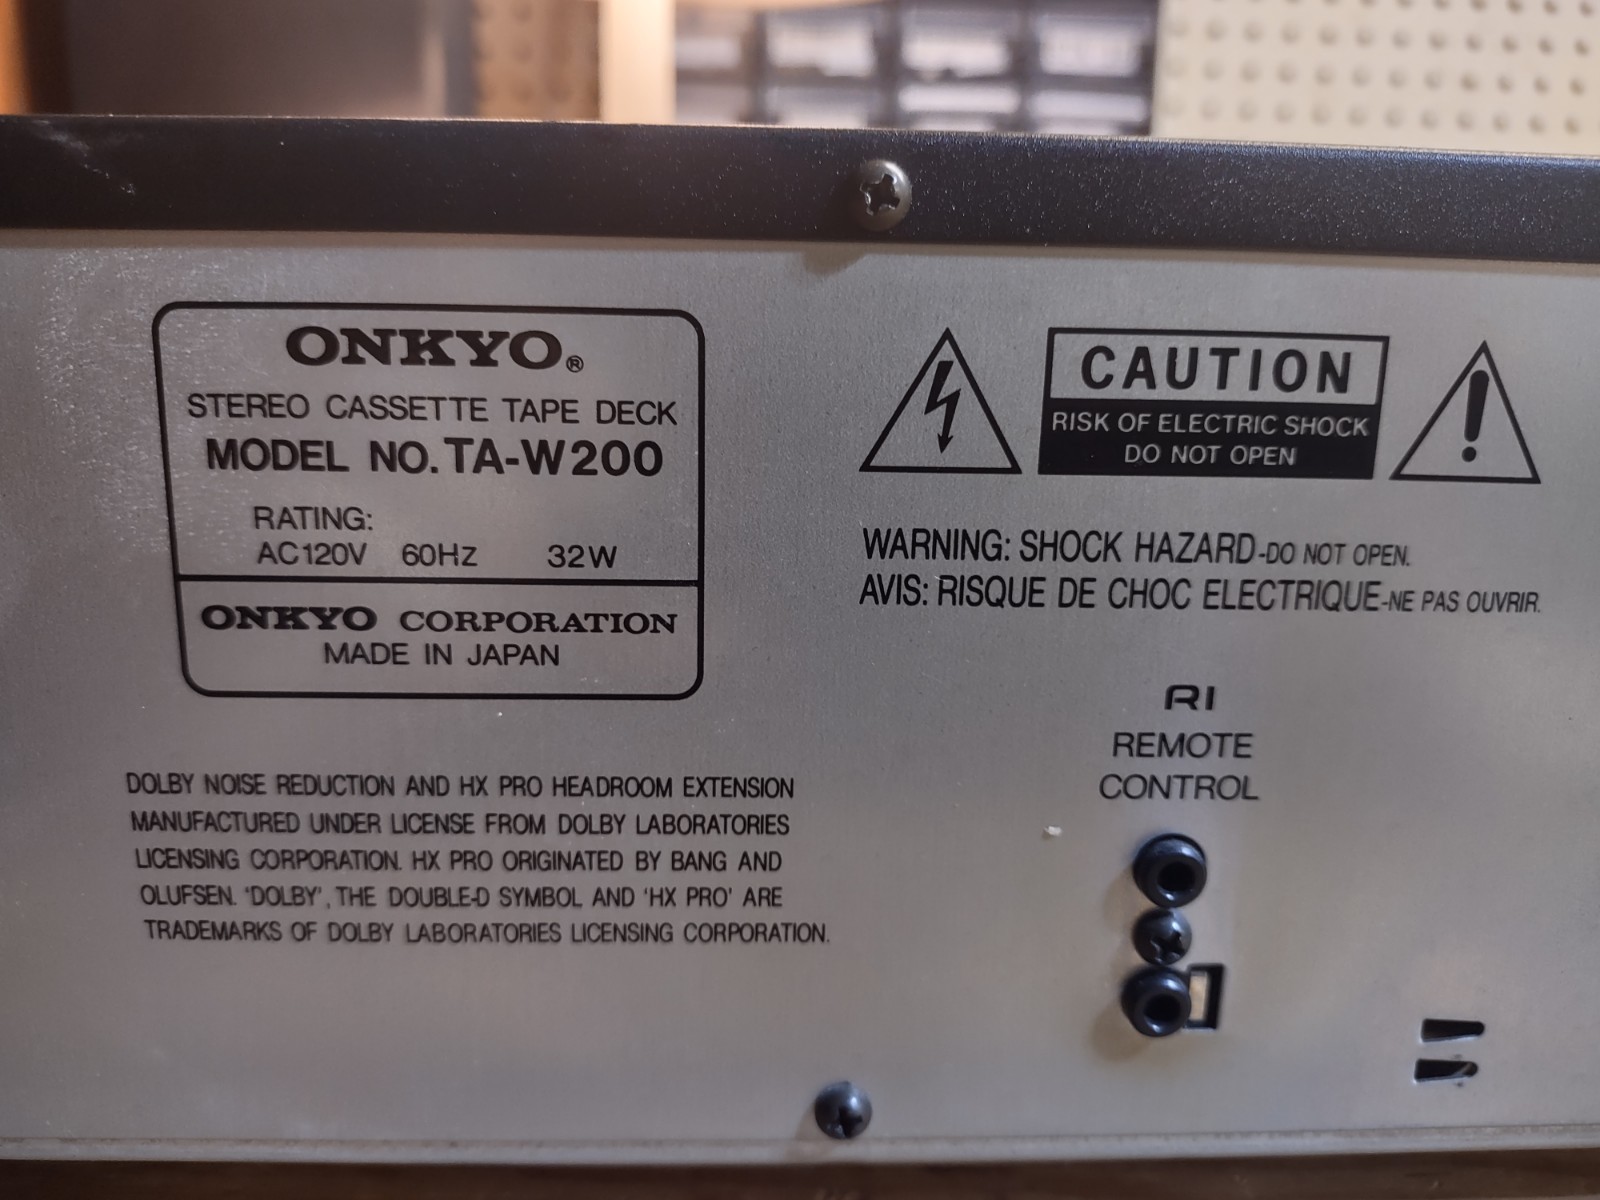 ONKYO®
STEREO CASSETTE TAPE DECK
MODEL NO. TA-W200
RATING:
AC120V 60Hz 32W
ONKYO CORPORATION
MADE IN JAPAN
DOLBY NOISE REDUCTION AND HX PRO HEADROOM EXTENSION
MANUFACTURED UNDER LICENSE FROM DOLBY LABORATORIES
LICENSING CORPORATION. HX PRO ORIGINATED BY BANG AND
OLUFSEN. 'DOLBY', THE DOUBLE-D SYMBOL AND 'HX PRO' ARE
TRADEMARKS OF DOLBY LABORATORIES LICENSING CORPORATION.
CAUTION
RISK OF ELECTRIC SHOCK
DO NOT OPEN
WARNING: SHOCK HAZARD-DO NOT OPEN.
AVIS: RISQUE DE CHOC ELECTRIQUE-NE PAS OUVRIR.
RI
REMOTE
CONTROL